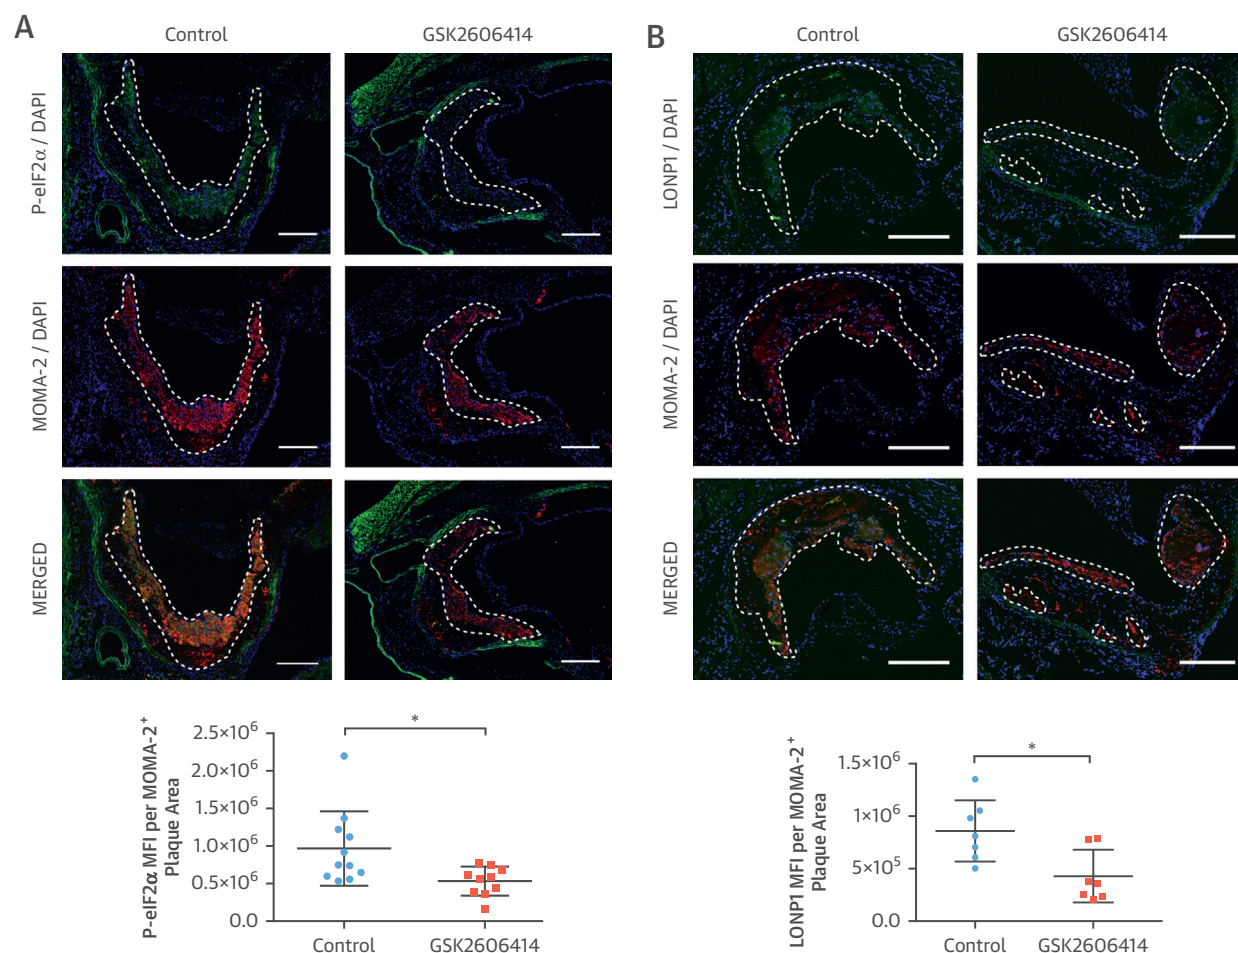 A
Control
GSK2606414
P-eIF2α / DAPI
MOMA-2 / DAPI
MERGED
P-eIF2α MFI per MOMA-2⁺
Plaque Area
2.5×10⁶
2.0×10⁶
1.5×10⁶
1.0×10⁶
0.5×10⁶
0.0
*
Control
GSK2606414
B
Control
GSK2606414
LONP1 / DAPI
MOMA-2 / DAPI
MERGED
LONP1 MFI per MOMA-2⁺
Plaque Area
1.5×10⁶
1×10⁶
5×10⁵
0.0
*
Control
GSK2606414